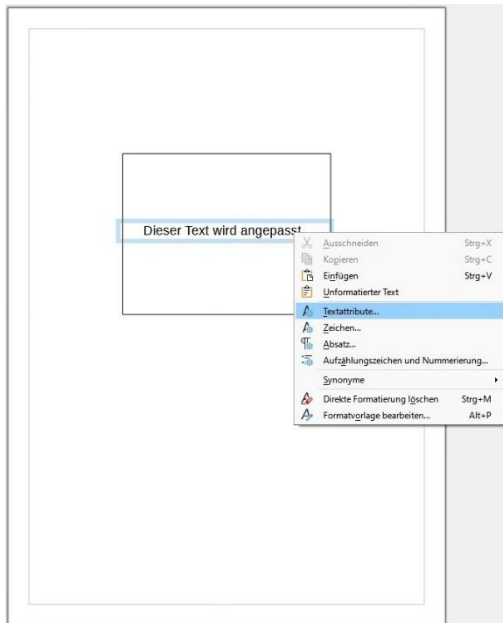 Dieser Text wird angepasst
Ausschneiden Strg+X
Kopieren Strg+C
Einfügen Strg+V
Unformatierter Text
Textattribute...
Zeichen...
Absatz...
Aufzählungszeichen und Nummerierung...
Synonyme
Direkte Formatierung löschen Strg+M
Formatvorlage bearbeiten... Alt+P